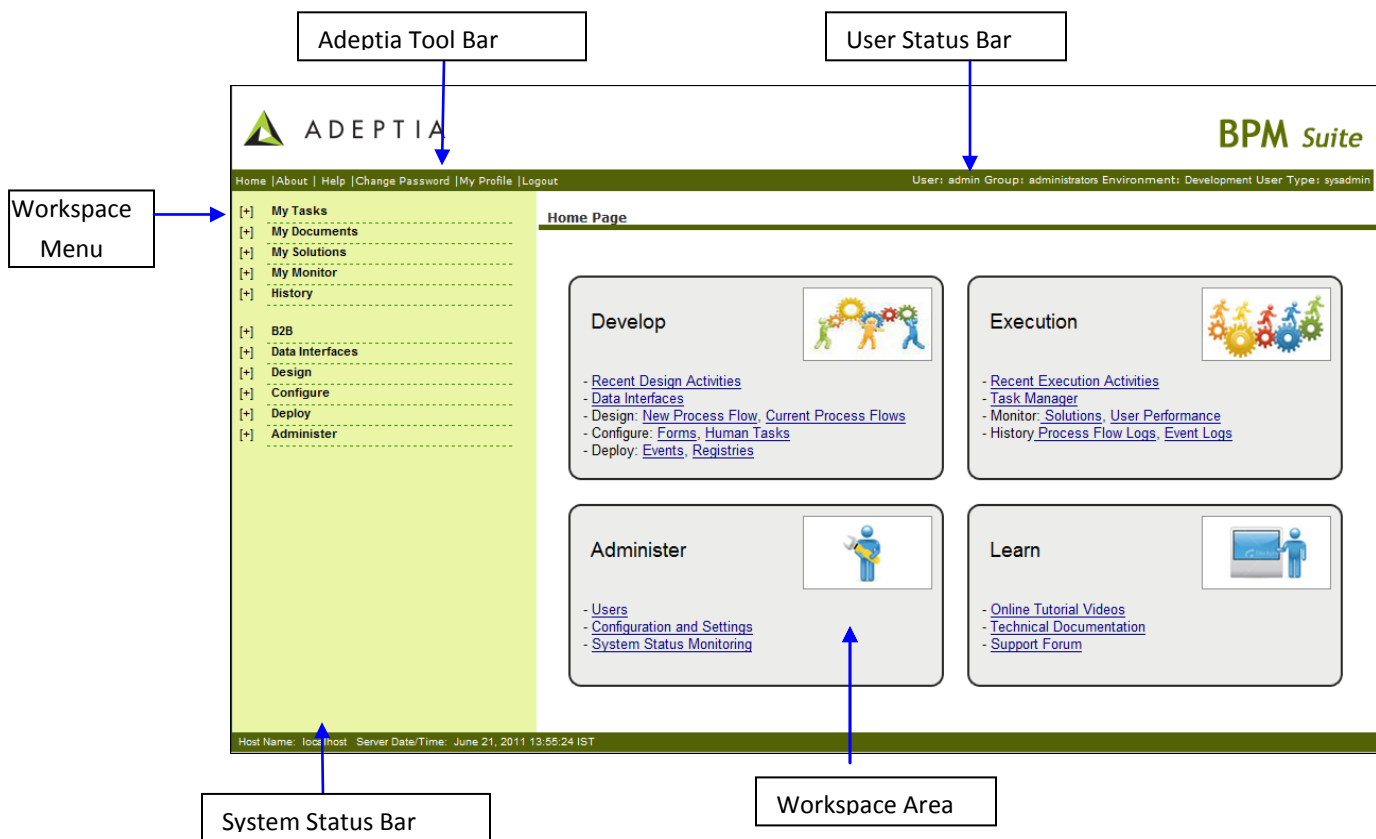 Adeptia Tool Bar
User Status Bar
ADEPTIA
BPM Suite
Home |About | Help |Change Password |My Profile |Logout
User: admin Group: administrators Environment: Development User Type: sysadmin
Workspace
Menu
[+] My Tasks
[+] My Documents
[+] My Solutions
[+] My Monitor
[+] History
[+] B2B
[+] Data Interfaces
[+] Design
[+] Configure
[+] Deploy
[+] Administer
Home Page
Develop
- Recent Design Activities
- Data Interfaces
- Design: New Process Flow, Current Process Flows
- Configure: Forms, Human Tasks
- Deploy: Events, Registries
Execution
- Recent Execution Activities
- Task Manager
- Monitor: Solutions, User Performance
- History Process Flow Logs, Event Logs
Administer
- Users
- Configuration and Settings
- System Status Monitoring
Learn
- Online Tutorial Videos
- Technical Documentation
- Support Forum
Host Name: localhost Server Date/Time: June 21, 2011 13:55:24 IST
System Status Bar
Workspace Area